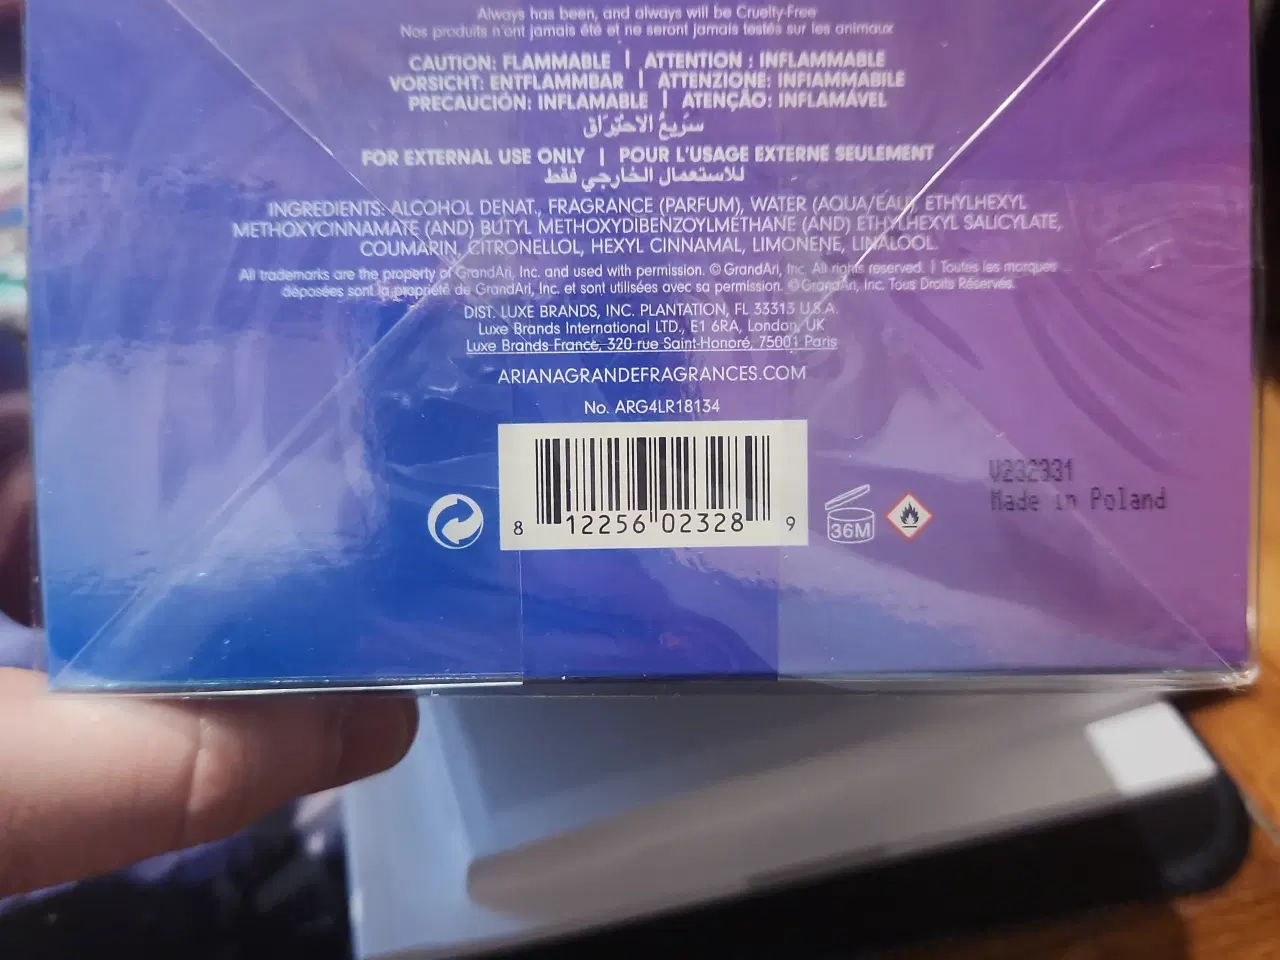 Always has been, and always will be Cruelty-Free
Nos produits n'ont jamais été et ne seront jamais testés sur les animaux
CAUTION: FLAMMABLE | ATTENTION : INFLAMMABLE
VORSICHT: ENTFLAMMBAR | ATTENZIONE: INFIAMMABILE
PRECAUCIÓN: INFLAMABLE | ATENÇÃO: INFLAMÁVEL
سَريعُ الاحتِّرَاق
FOR EXTERNAL USE ONLY | POUR L'USAGE EXTERNE SEULEMENT
للاستعمال الخارجي فقط
INGREDIENTS: ALCOHOL DENAT., FRAGRANCE (PARFUM), WATER (AQUA/EAU), ETHYLHEXYL
METHOXYCINNAMATE (AND) BUTYL METHOXYDIBENZOYLMETHANE (AND) ETHYLHEXYL SALICYLATE,
COUMARIN, CITRONELLOL, HEXYL CINNAMAL, LIMONENE, LINALOOL.
All trademarks are the property of GrandAri, Inc. and used with permission. © GrandAri, Inc. All rights reserved. | Toutes les marques
déposées sont la propriété de GrandAri, Inc. et sont utilisées avec sa permission. © GrandAri, Inc. Tous Droits Réservés.
DIST. LUXE BRANDS, INC. PLANTATION, FL 33313 U.S.A.
Luxe Brands International LTD., E1 6RA, London, UK
Luxe Brands France, 320 rue Saint-Honoré, 75001 Paris
ARIANAGRANDEFRAGRANCES.COM
No. ARG4LR18134
8 12256 02328 9
36M
V232331
Made in Poland